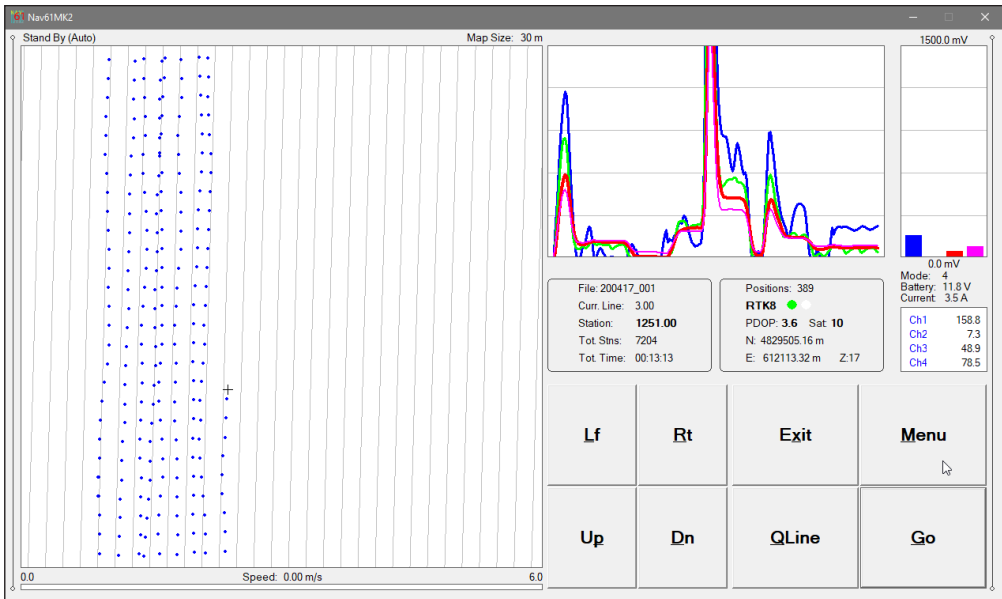 Nav61MK2
Stand By (Auto) Map Size: 30 m
1500.0 mV
0.0 mV
Mode: 4
Battery: 11.8 V
Current: 3.5 A
File: 200417_001
Curr. Line: 3.00
Station: 1251.00
Tot. Stns: 7204
Tot. Time: 00:13:13
Positions: 389
RTK8
PDOP: 3.6 Sat: 10
N: 4829505.16 m
E: 612113.32 m Z:17
Ch1 158.8
Ch2 7.3
Ch3 48.9
Ch4 78.5
Lf Rt Exit Menu
Up Dn QLine Go
0.0 Speed: 0.00 m/s 6.0